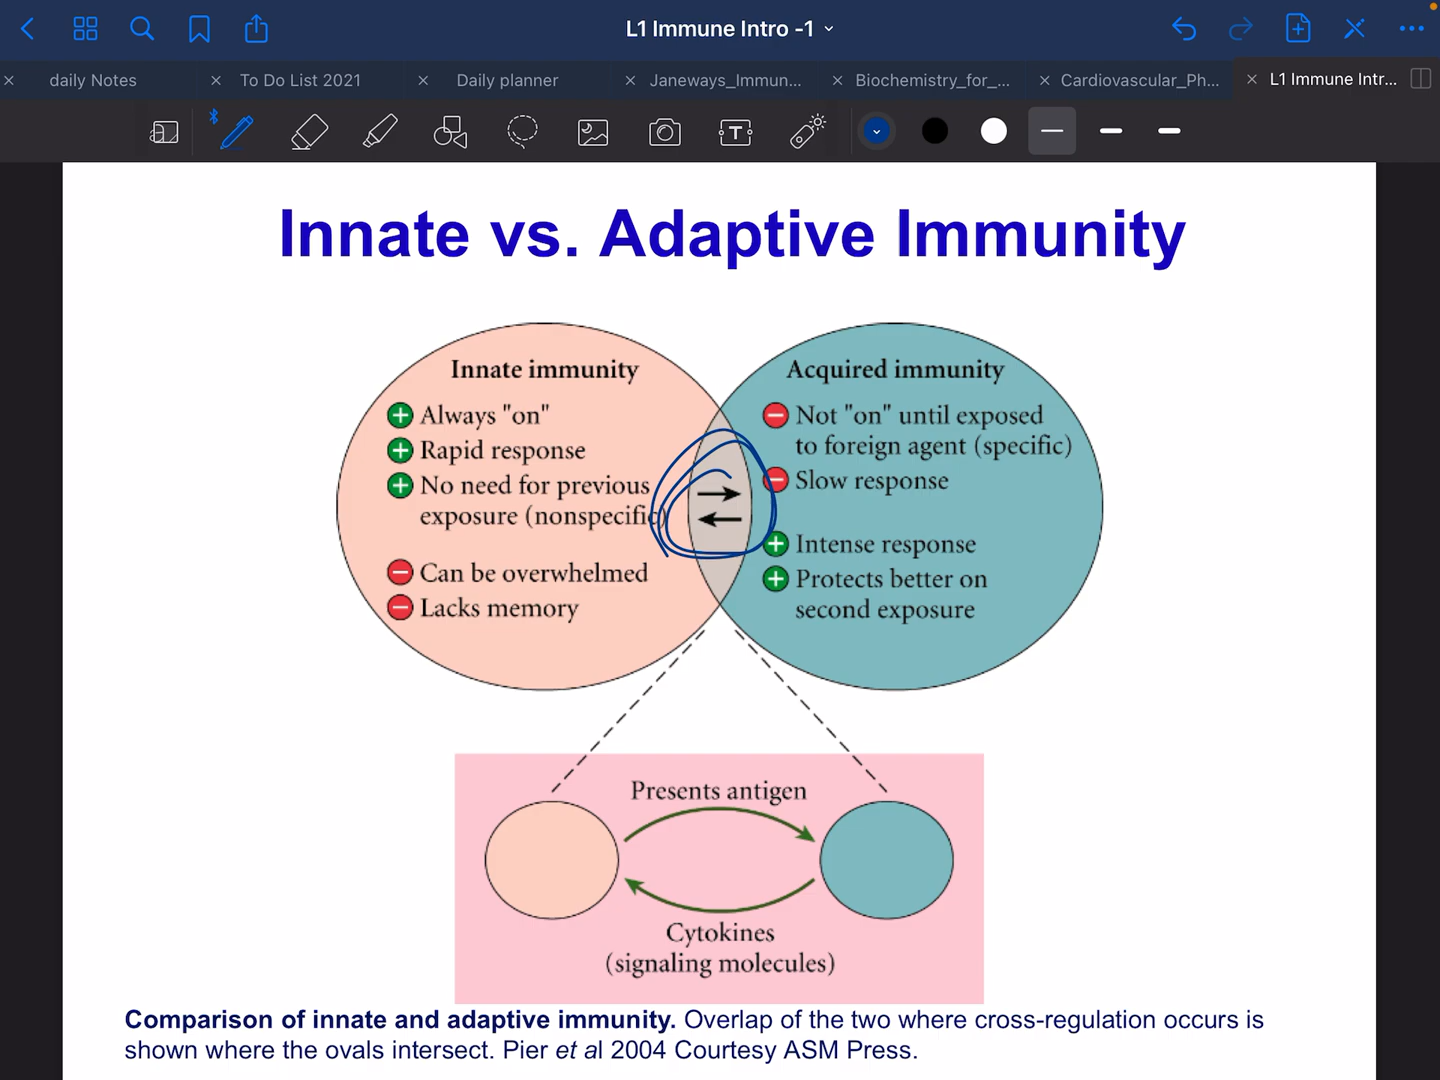 L1 Immune Intro -1
daily Notes
To Do List 2021
Daily planner
Janeways_Immun...
Biochemistry_for_...
Cardiovascular_Ph...
L1 Immune Intr...
T
Innate vs. Adaptive Immunity
Innate immunity
Always "on"
Rapid response
No need for previous
exposure (nonspecific)
Can be overwhelmed
Lacks memory
Acquired immunity
Not "on" until exposed
to foreign agent (specific)
Slow response
Intense response
Protects better on
second exposure
Presents antigen
Cytokines
(signaling molecules)
Comparison of innate and adaptive immunity. Overlap of the two where cross-regulation occurs is
shown where the ovals intersect. Pier et al 2004 Courtesy ASM Press.